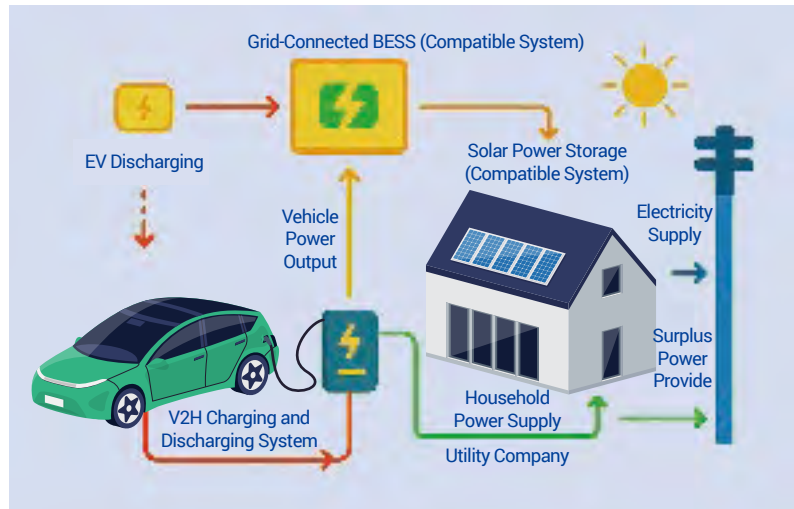 Grid-Connected BESS (Compatible System)
EV Discharging
Solar Power Storage
(Compatible System)
Vehicle
Power
Output
Electricity
Supply
Surplus
Power
Provide
V2H Charging and
Discharging System
Household
Power Supply
Utility Company